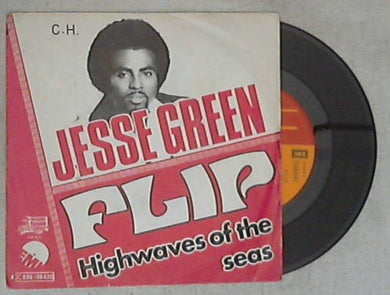 C.H.
JESSE GREEN
FLIP
Highwaves of the
seas
EMI